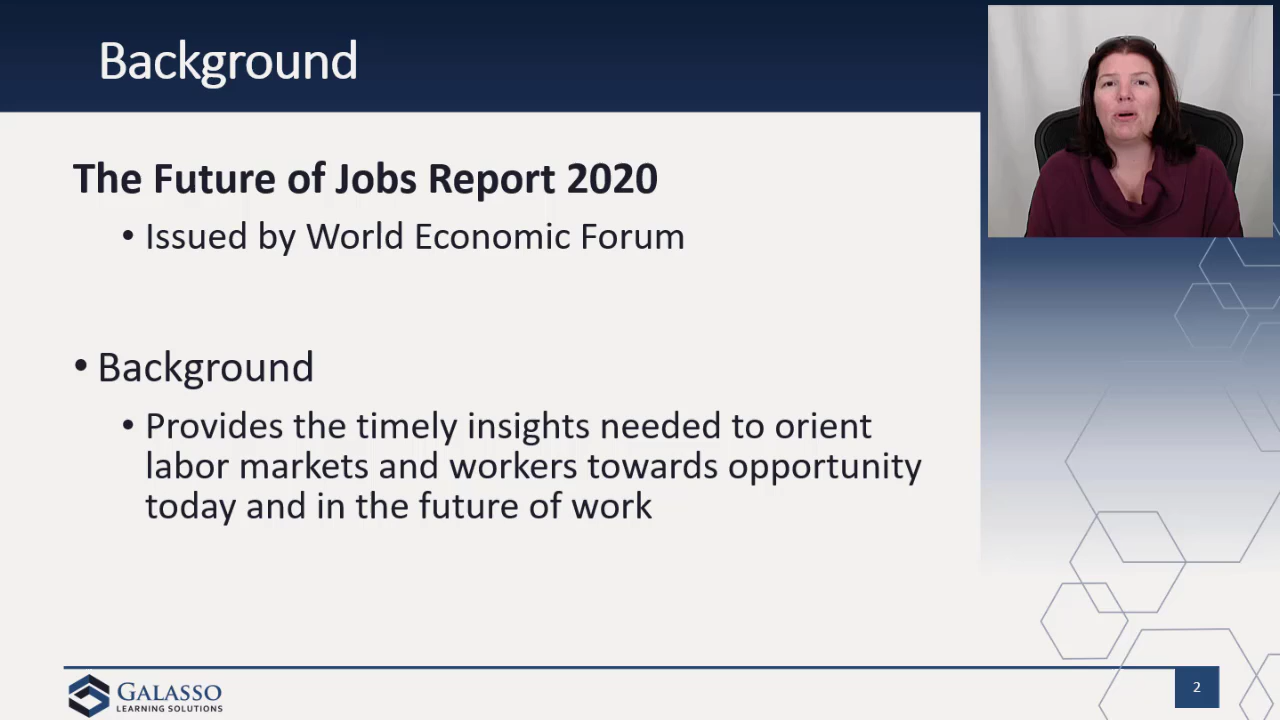 Background
The Future of Jobs Report 2020
• Issued by World Economic Forum
• Background
• Provides the timely insights needed to orient
labor markets and workers towards opportunity
today and in the future of work
GALASSO
LEARNING SOLUTIONS
2